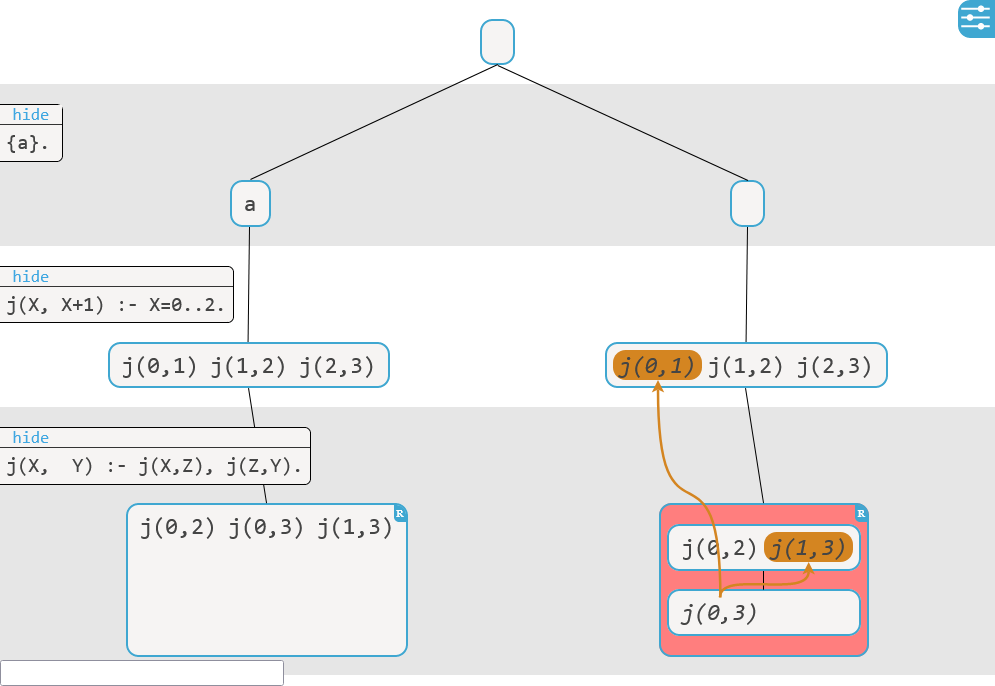 hide
{a}.
a
hide
j(X, X+1) :- X=0..2.
j(0,1) j(1,2) j(2,3)
j(0,1) j(1,2) j(2,3)
hide
j(X,  Y) :- j(X,Z), j(Z,Y).
R
j(0,2) j(0,3) j(1,3)
R
j(0,2) j(1,3)
j(0,3)